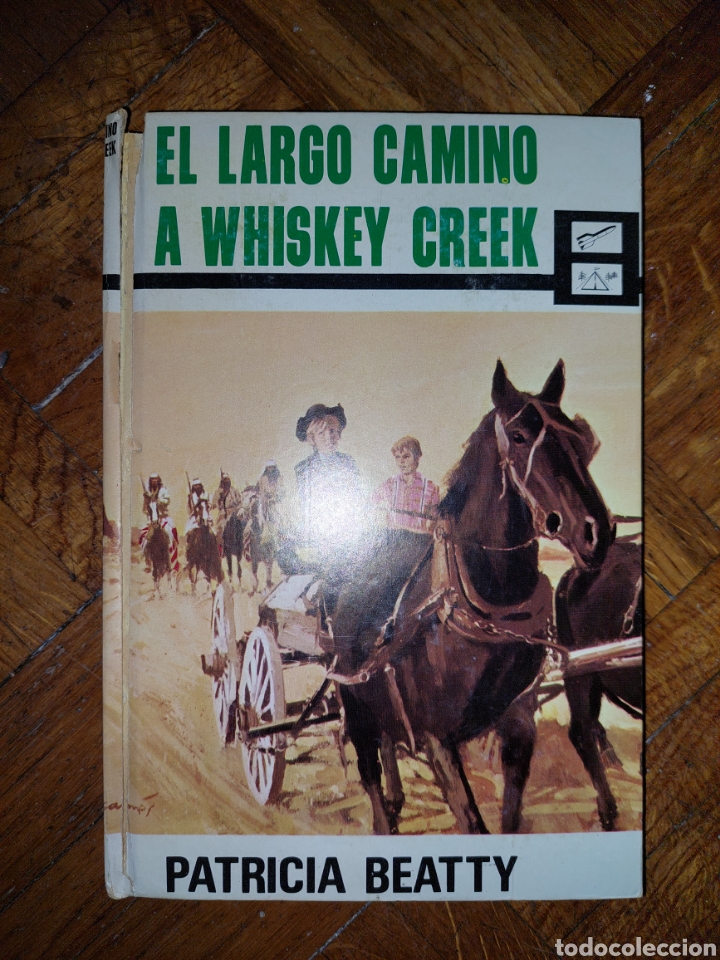 EL LARGO CAMINO
A WHISKEY CREEK
PATRICIA BEATTY
todocoleccion